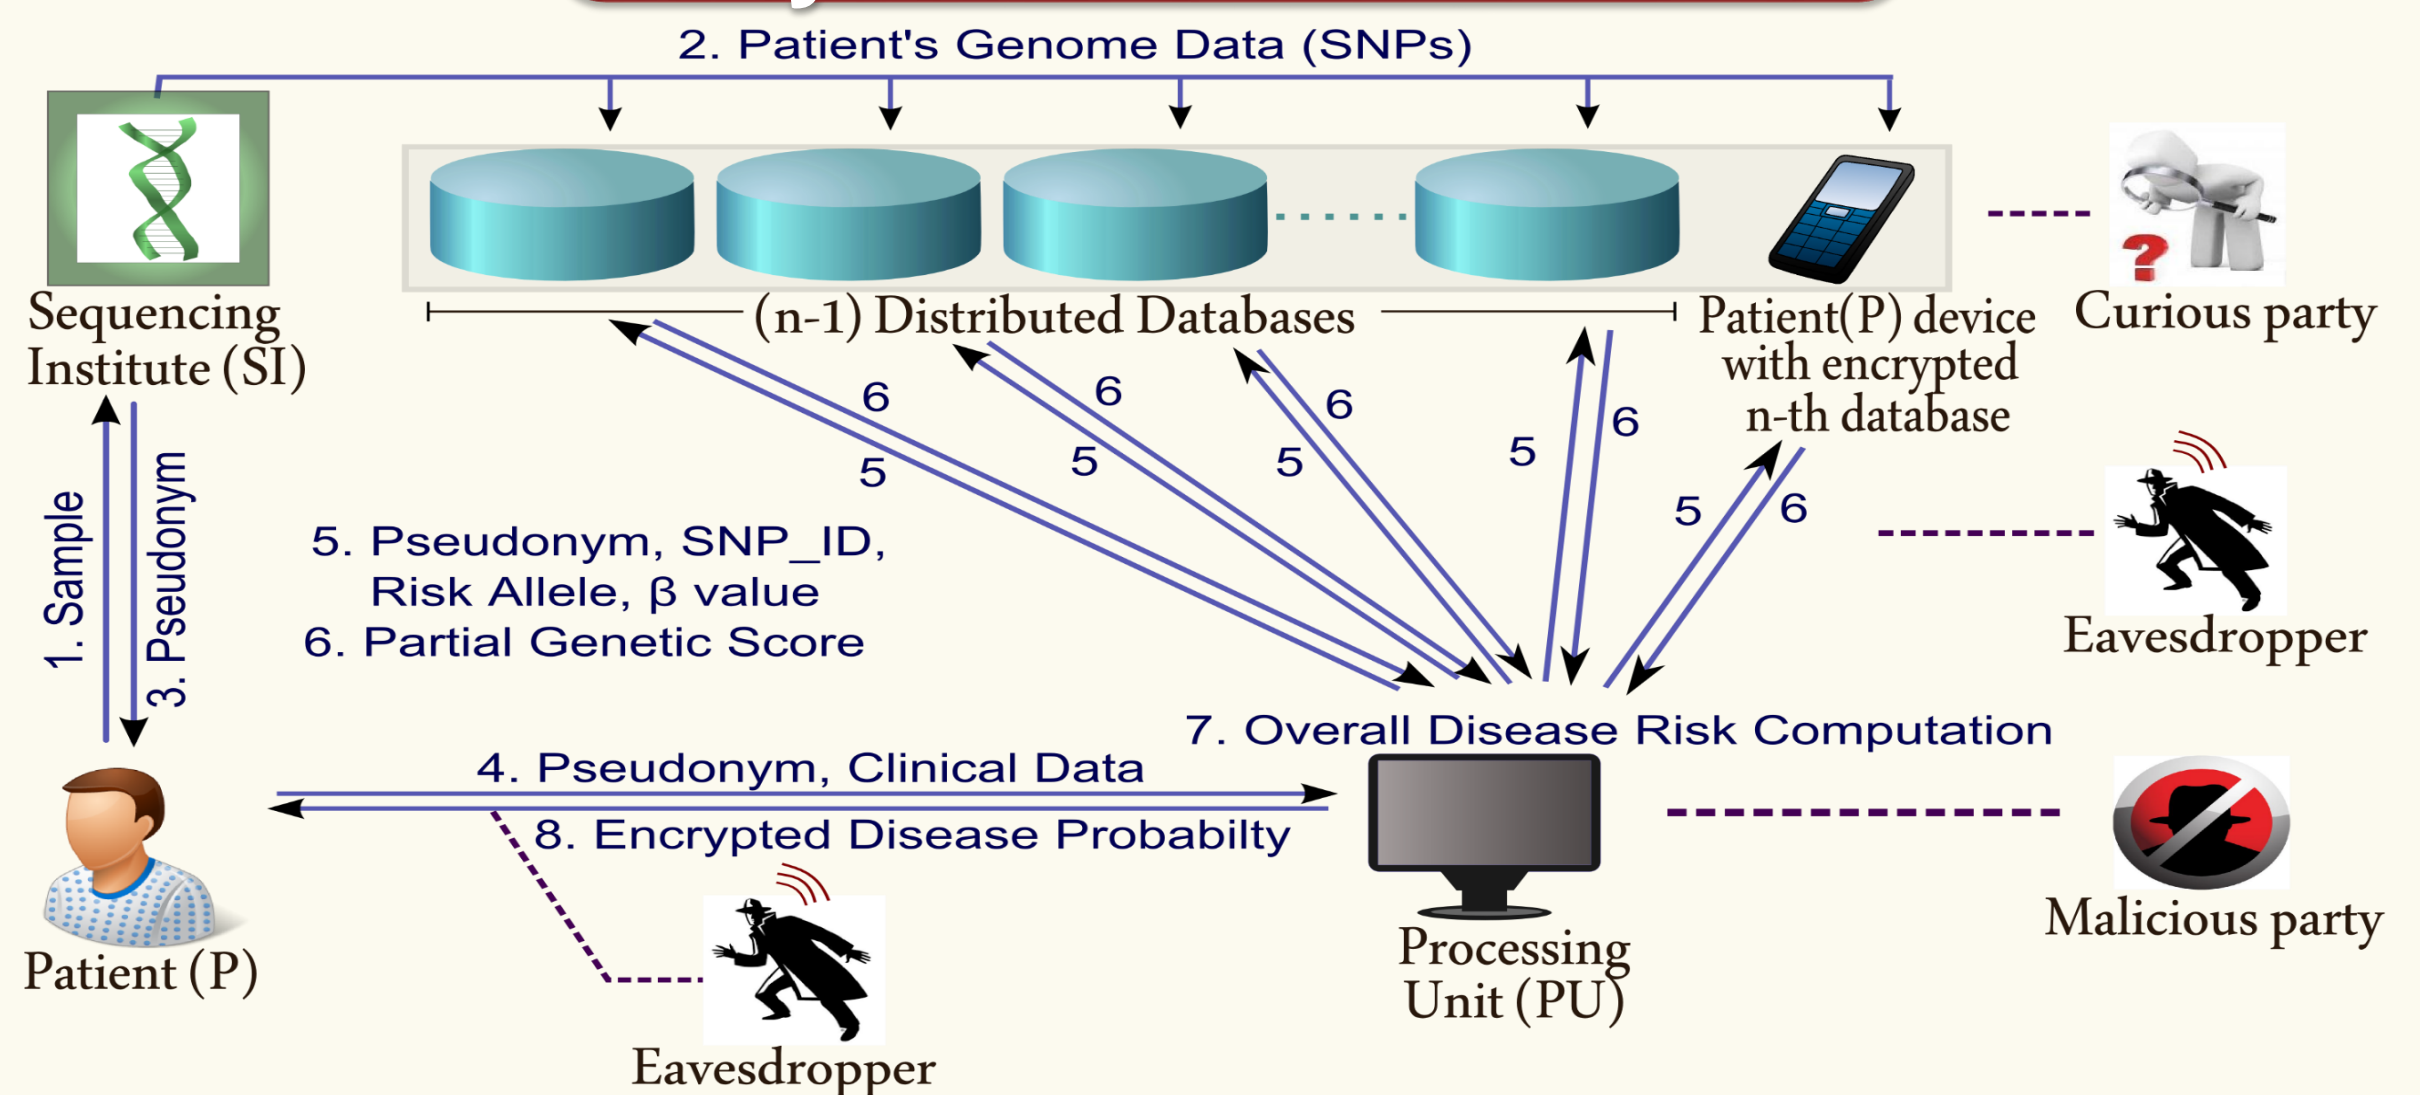 2. Patient's Genome Data (SNPs)
Sequencing
Institute (SI)
(n-1) Distributed Databases
Patient(P) device
with encrypted
n-th database
?
Curious party
1. Sample
3. Pseudonym
6
5
6
5
6
5
5
6
5
6
5. Pseudonym, SNP_ID,
Risk Allele, β value
6. Partial Genetic Score
Eavesdropper
7. Overall Disease Risk Computation
4. Pseudonym, Clinical Data
8. Encrypted Disease Probabilty
Patient (P)
Processing
Unit (PU)
Malicious party
Eavesdropper